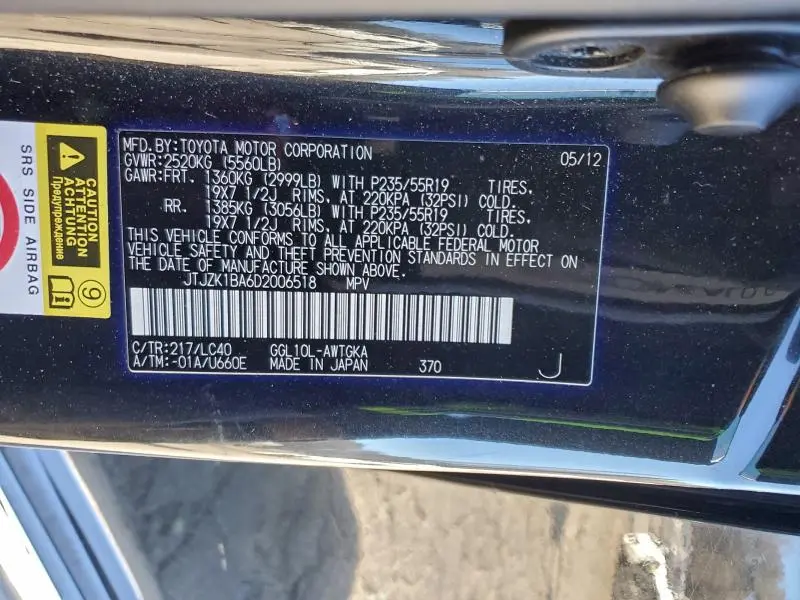 MFD.BY:TOYOTA MOTOR CORPORATION 05/12
GVWR:2520KG (5560LB)
GAWR:FRT. 1360KG (2999LB) WITH P235/55R19 TIRES.
19X7 1/2J RIMS, AT 220KPA (32PSI) COLD.
RR. 1385KG (3056LB) WITH P235/55R19 TIRES.
19X7 1/2J RIMS, AT 220KPA (32PSI) COLD.
THIS VEHICLE CONFORMS TO ALL APPLICABLE FEDERAL MOTOR
VEHICLE SAFETY AND THEFT PREVENTION STANDARDS IN EFFECT ON
THE DATE OF MANUFACTURE SHOWN ABOVE.
JTJZK1BA6D2006518 MPV
C/TR:217/LC40 GGL10L-AWTGKA
A/TM:-01A/U660E MADE IN JAPAN 370 J
CAUTION
ATTENTION
ACHTUNG
Предупреждение
9
SRS SIDE AIRBAG